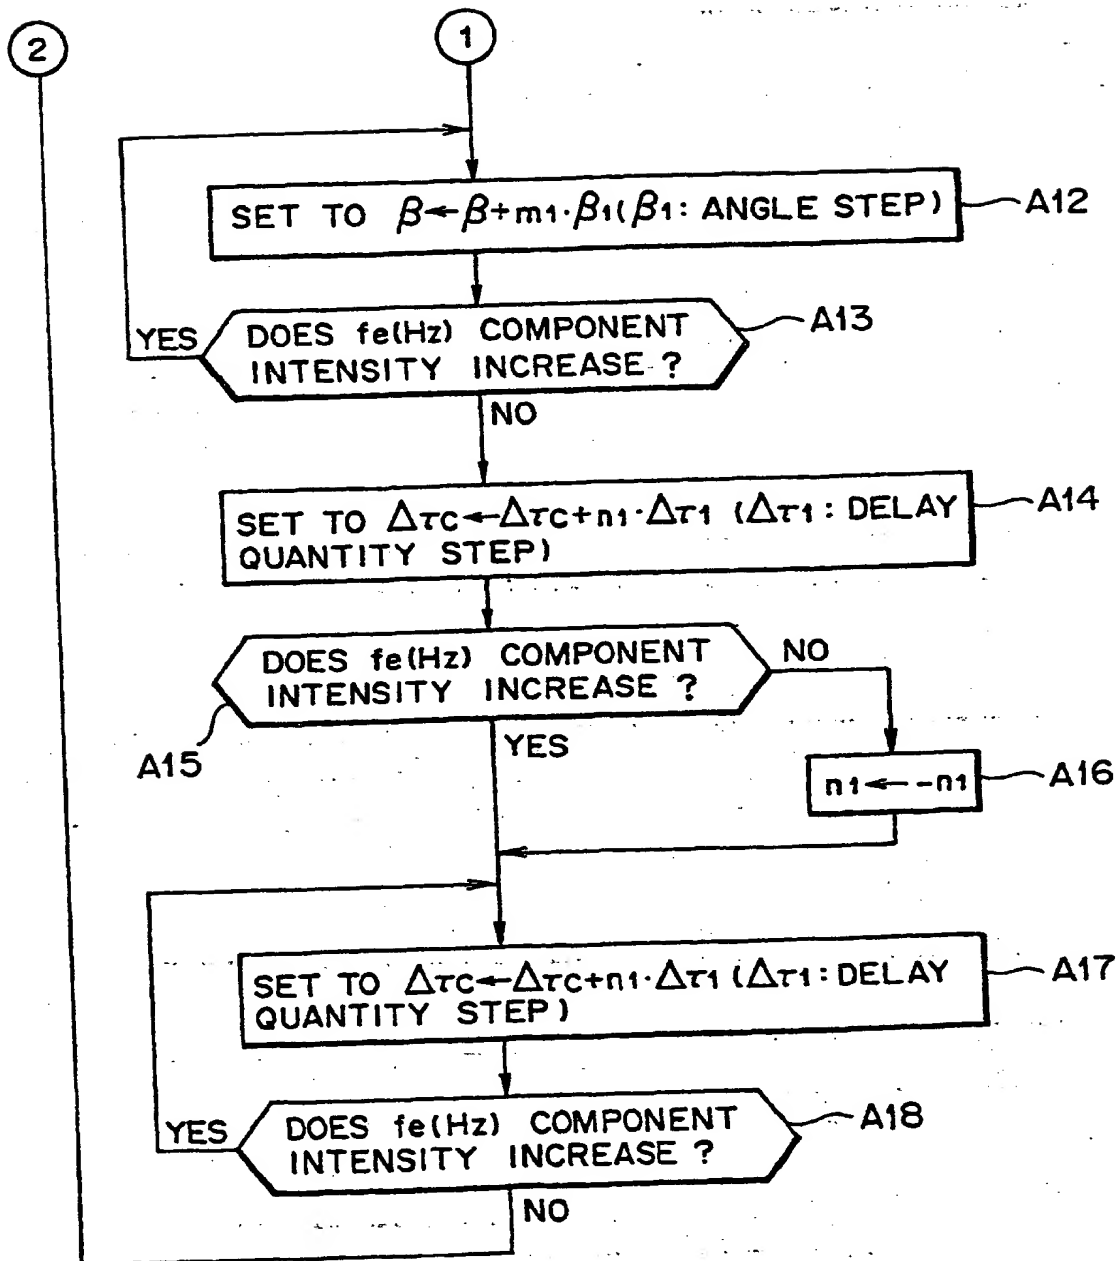 2
1
SET TO β←β+m1·β1(β1: ANGLE STEP)
A12
DOES fe(Hz) COMPONENT
INTENSITY INCREASE ?
A13
YES
NO
SET TO ΔτC←ΔτC+n1·Δτ1 (Δτ1: DELAY
QUANTITY STEP)
A14
DOES fe(Hz) COMPONENT
INTENSITY INCREASE ?
NO
A15
YES
n1←-n1
A16
SET TO ΔτC←ΔτC+n1·Δτ1 (Δτ1: DELAY
QUANTITY STEP)
A17
DOES fe(Hz) COMPONENT
INTENSITY INCREASE ?
A18
YES
NO